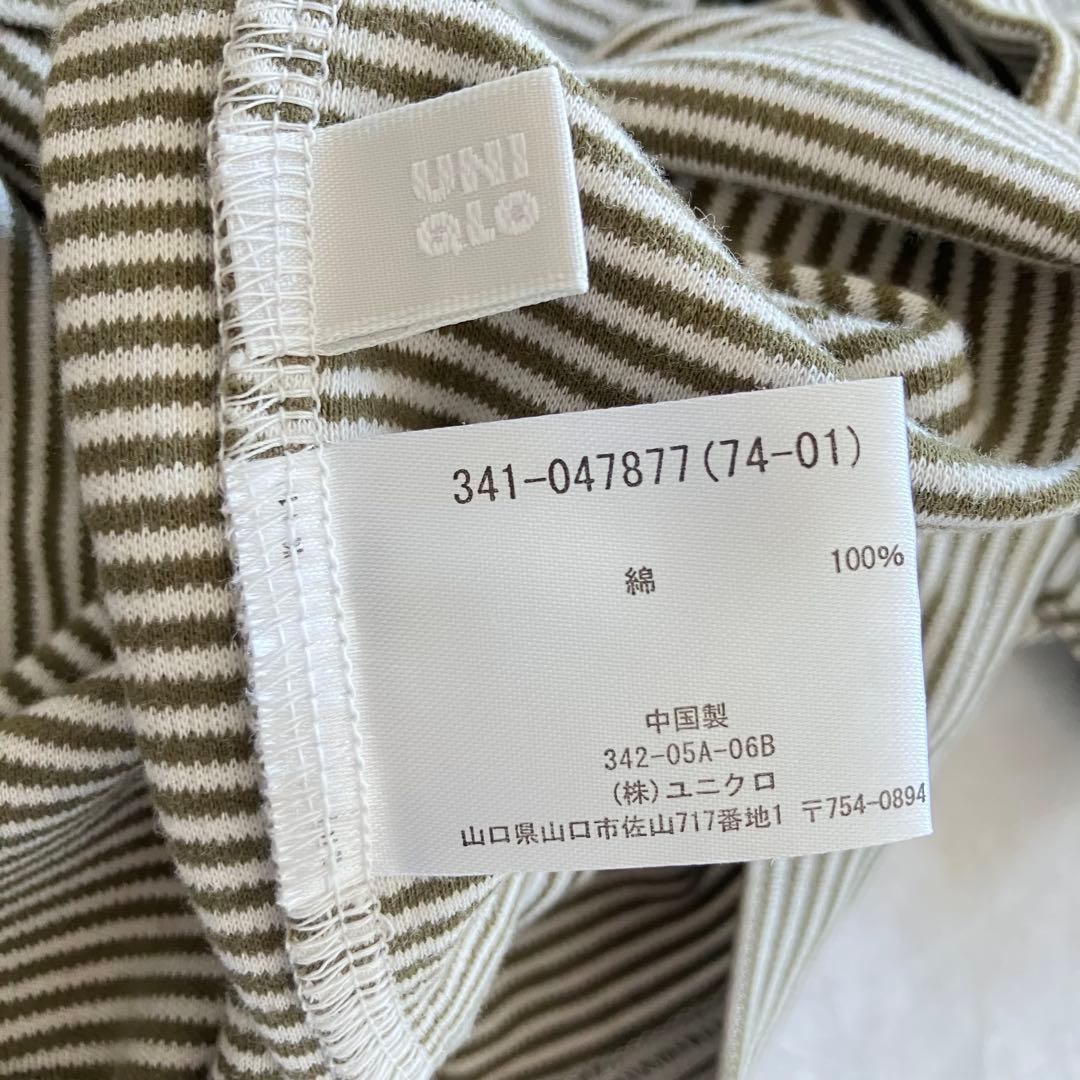 UNI
QLO
341-047877(74-01)
綿 100%
中国製
342-05A-06B
(株)ユニクロ
山口県山口市佐山717番地1 〒754-0894